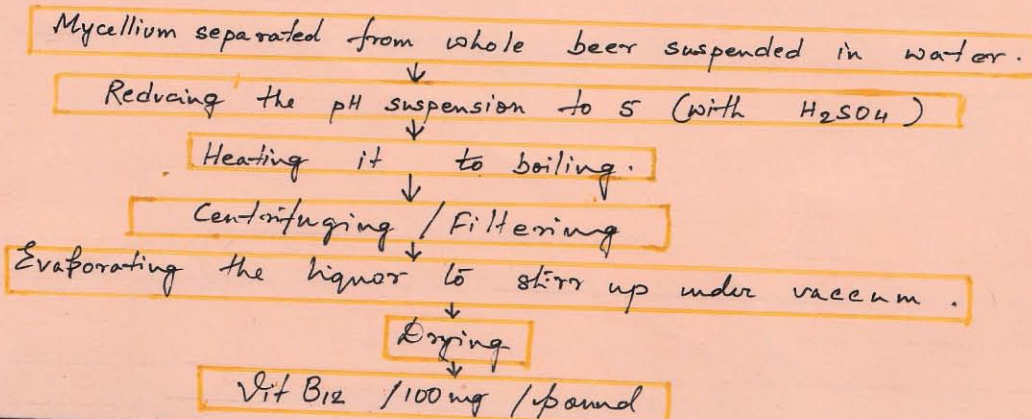 Mycellium separated from whole beer suspended in water.
↓
Reducing the pH suspension to 5 (with H₂SO₄)
↓
Heating it to boiling.
↓
Centrifuging / Filtering
↓
Evaporating the liquor to stirr up under vaccum.
↓
Drying
↓
Vit B12 /100 mg /pound